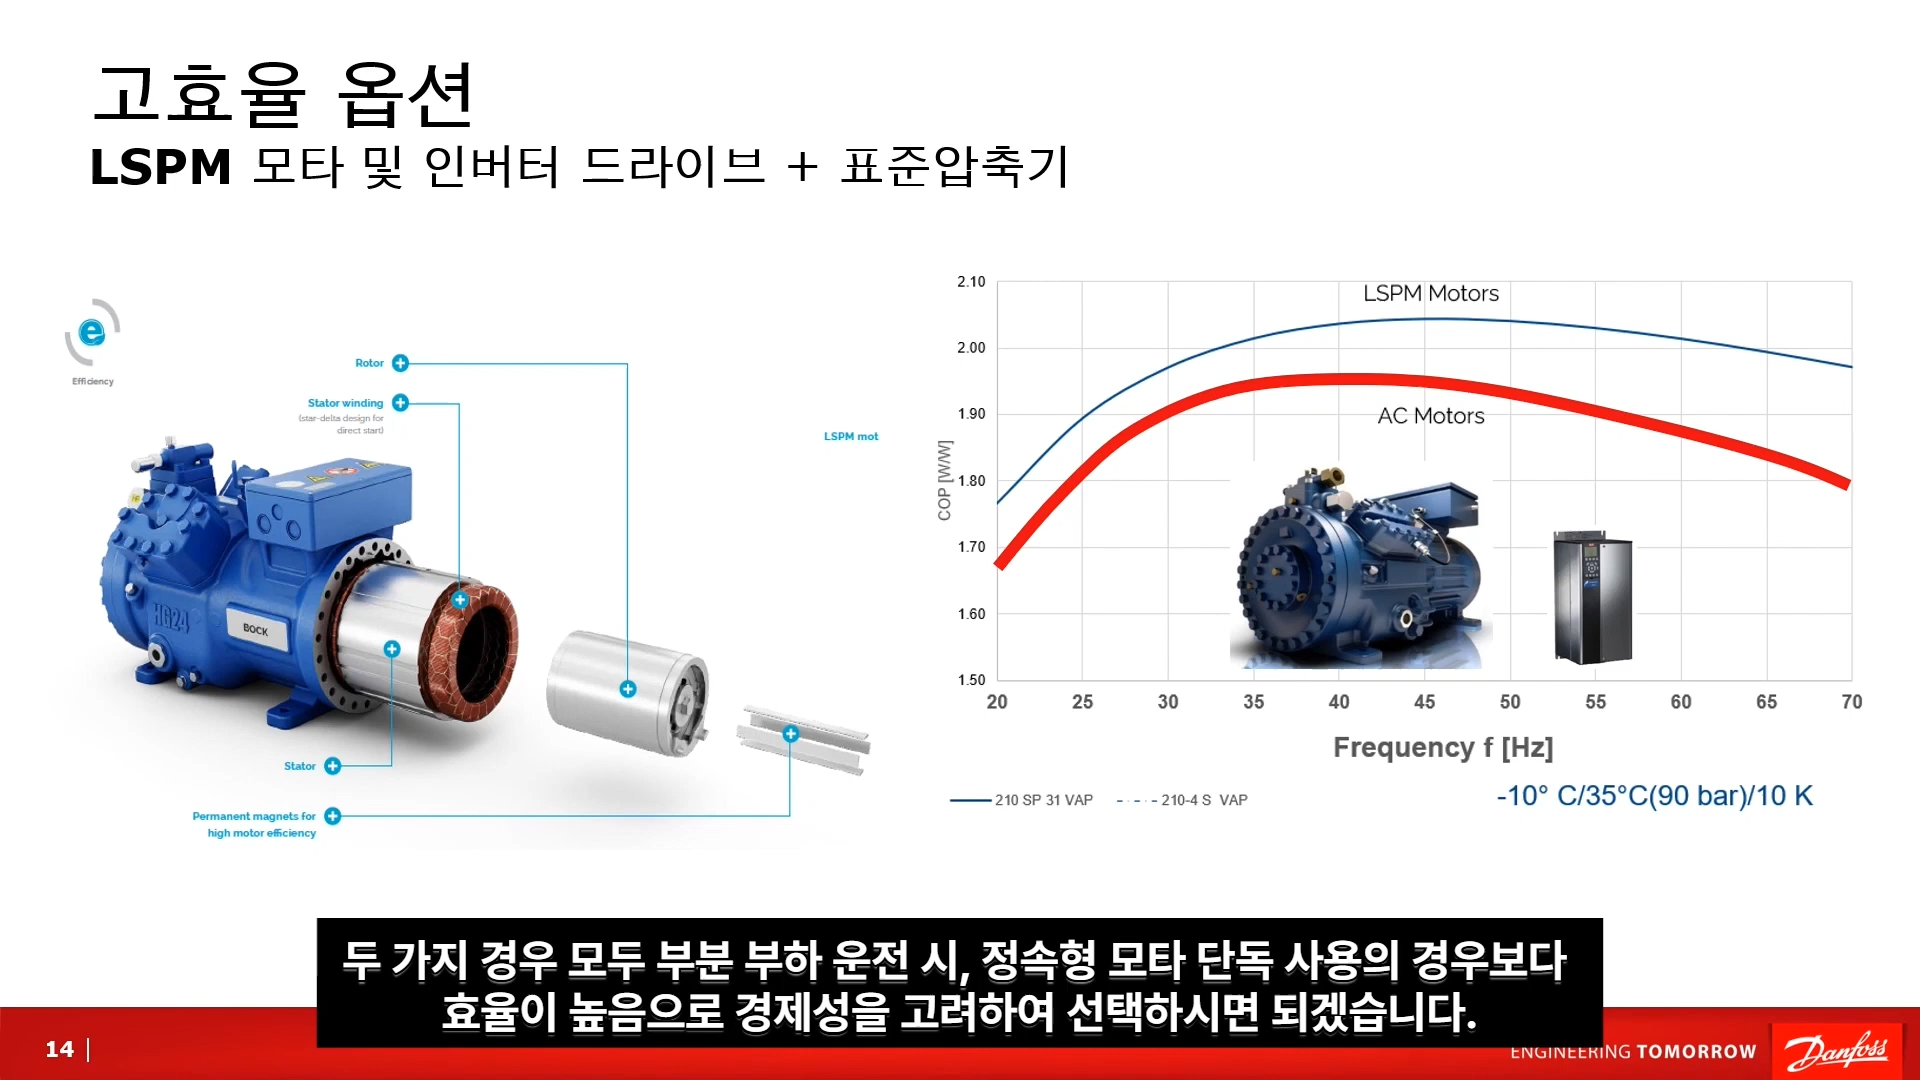 고효율 옵션
LSPM 모타 및 인버터 드라이브 + 표준압축기
e
Efficiency
Rotor
Stator winding
(star-delta design for
direct start)
LSPM mot
HG24
BOCK
Stator
Permanent magnets for
high motor efficiency
2.10
2.00
1.90
1.80
1.70
1.60
1.50
COP [W/W]
LSPM Motors
AC Motors
20 25 30 35 40 45 50 55 60 65 70
Frequency f [Hz]
210 SP 31 VAP 210-4 S VAP
-10° C/35°C(90 bar)/10 K
두 가지 경우 모두 부분 부하 운전 시, 정속형 모타 단독 사용의 경우보다
효율이 높음으로 경제성을 고려하여 선택하시면 되겠습니다.
14
ENGINEERING TOMORROW
Danfoss